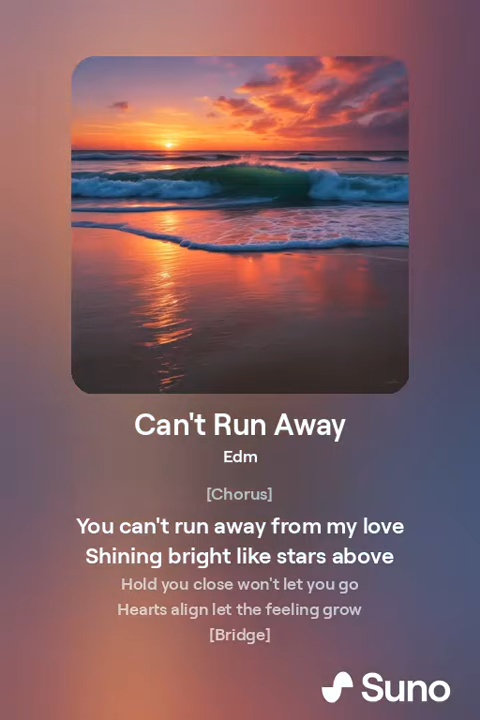 Can't Run Away
Edm
[Chorus]
You can't run away from my love
Shining bright like stars above
Hold you close won't let you go
Hearts align let the feeling grow
[Bridge]
Suno